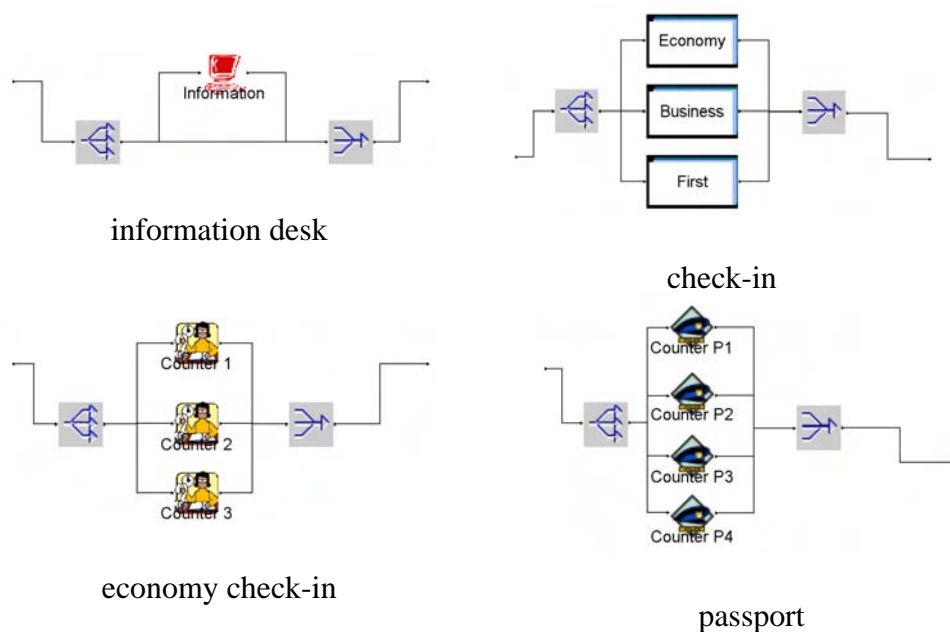 Information
information desk
Economy
Business
First
check-in
Counter 1
Counter 2
Counter 3
economy check-in
Counter P1
Counter P2
Counter P3
Counter P4
passport